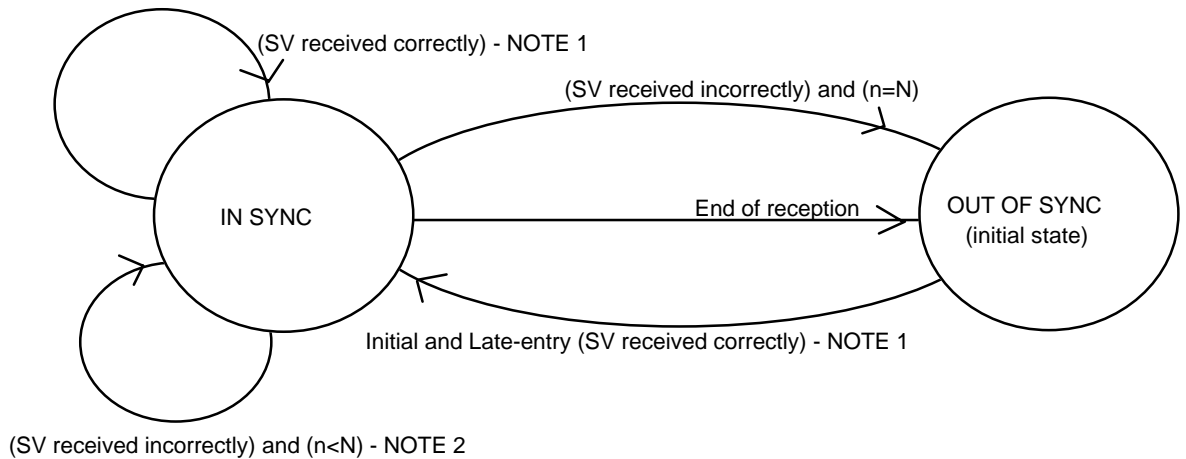 (SV received correctly) - NOTE 1
(SV received incorrectly) and (n=N)
End of reception
IN SYNC
OUT OF SYNC
(initial state)
Initial and Late-entry (SV received correctly) - NOTE 1
(SV received incorrectly) and (n<N) - NOTE 2